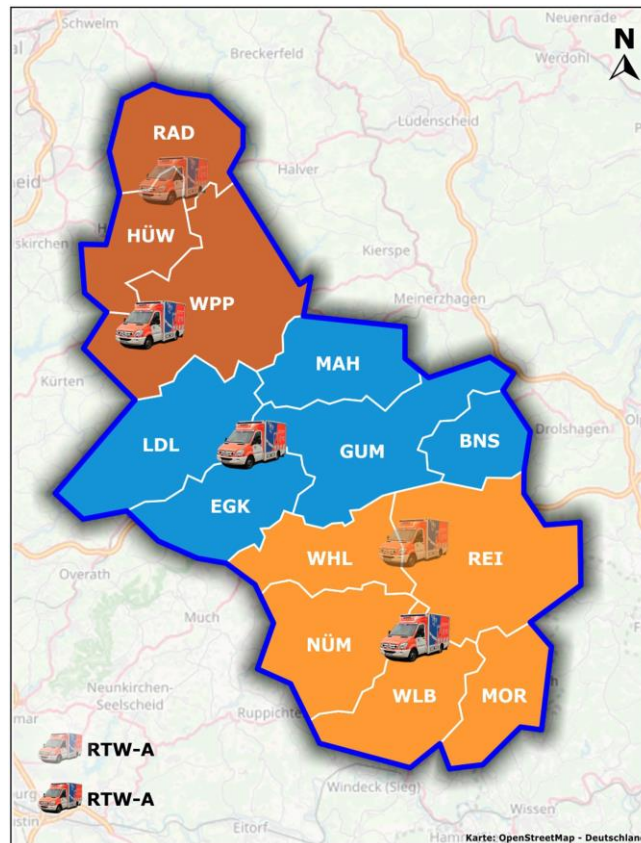 Schwelm
Neuenrade
Breckerfeld
Werdohl
N
Lüdenscheid
RAD
Halver
HÜW
Kierspe
Meinerzhagen
WPP
MAH
Kürten
LDL
GUM
BNS
Drolshagen
EGK
WHL
REI
Overath
Much
NÜM
WLB
MOR
Neunkirchen-
Seelscheid
Ruppichte
RTW-A
RTW-A
Windeck (Sieg)
Wissen
Eitorf
Karte: OpenStreetMap - Deutschland